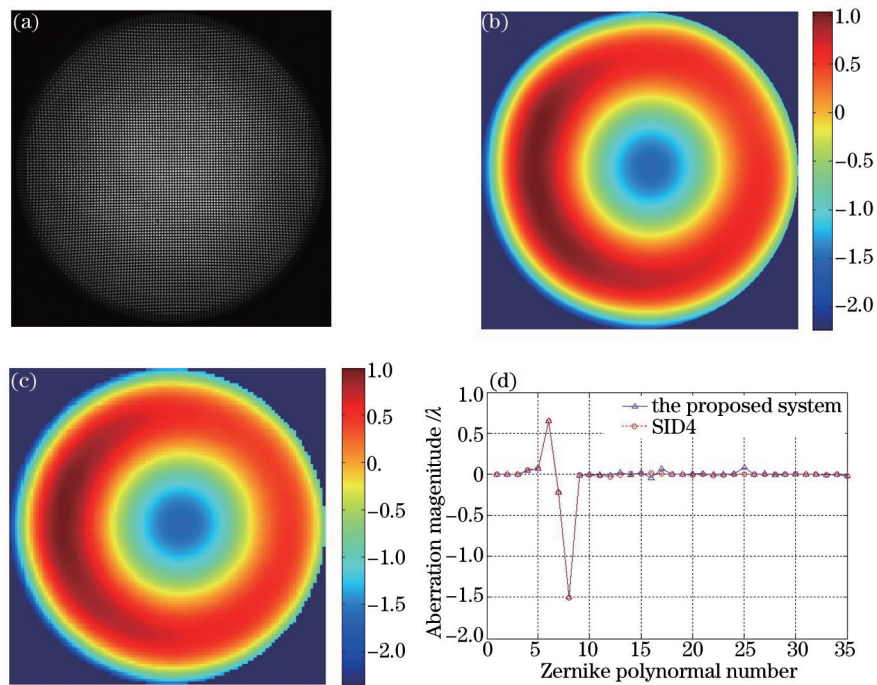 (a)
(b)
1.0
0.5
0
-0.5
-1.0
-1.5
-2.0
(c)
1.0
0.5
0.0
-0.5
-1.0
-1.5
-2.0
(d)
the proposed system
SID4
Aberration magenitude /λ
1.0
0.5
0
-0.5
-1.0
-1.5
-2.0
0 5 10 15 20 25 30 35
Zernike polynormal number